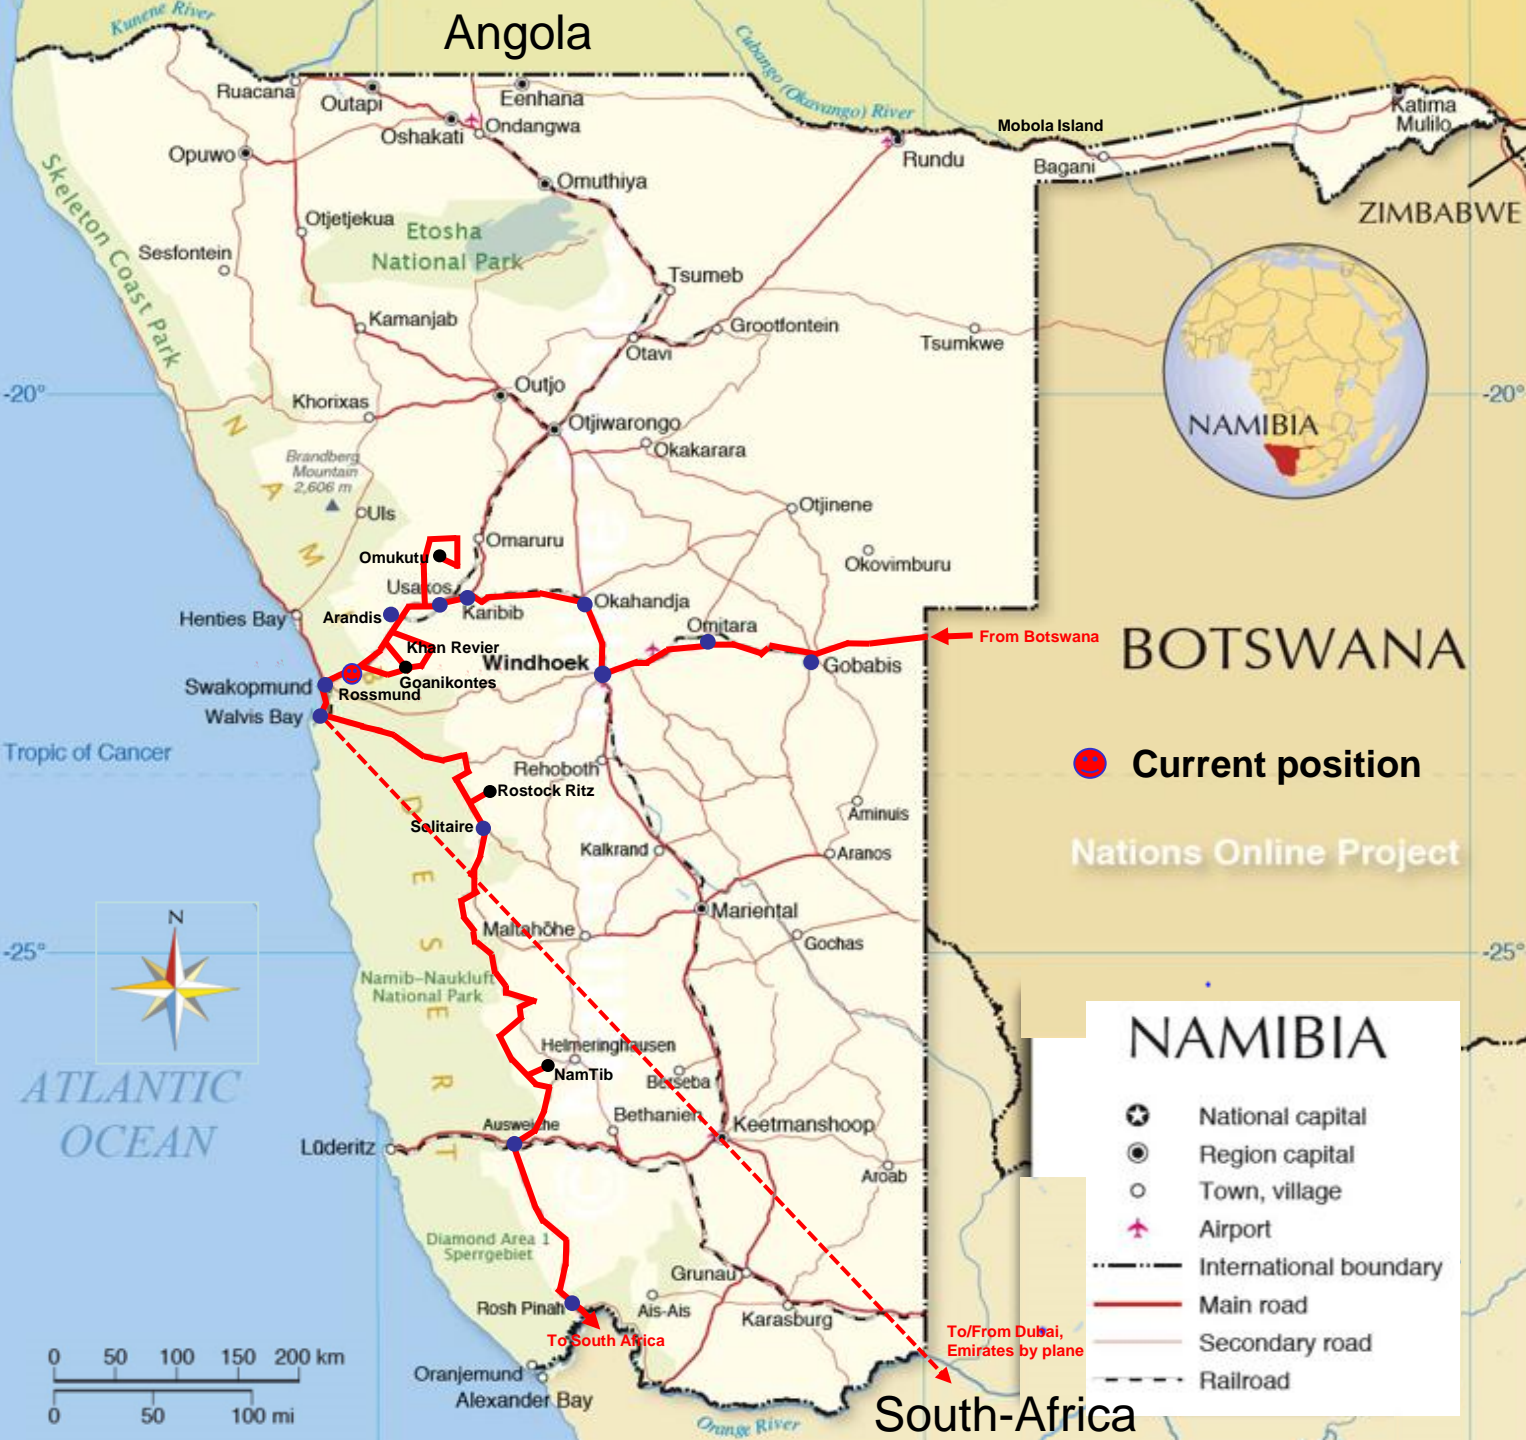 Angola
Kunene River
Cubango (Okavango) River
Ruacana
Outapi
Eenhana
Oshakati
Ondangwa
Opuwo
Omuthiya
Rundu
Mobola Island
Bagani
Katima
Mulilo
ZIMBABWE
Skeleton Coast Park
Otjetjekua
Sesfontein
Etosha
National Park
Tsumeb
Kamanjab
Grootfontein
Otavi
Tsumkwe
-20°
-20°
Outjo
Khorixas
Otjiwarongo
Okakarara
NAMIBIA
Brandberg
Mountain
2,606 m
Uis
Otjinene
Okovimburu
Omaruru
Omukutu
Usakos
Karibib
Okahandja
Arandis
Henties Bay
Omitara
From Botswana
BOTSWANA
Khan Revier
Windhoek
Gobabis
Goanikontes
Swakopmund
Rossmund
Walvis Bay
Tropic of Cancer
Current position
Rehoboth
Rostock Ritz
Solitaire
Aminuis
Kalkrand
Aranos
Nations Online Project
NAMIB DESERT
Mariental
Maltahöhe
Gochas
N
-25°
-25°
Namib-Naukluft
National Park
Helmeringhausen
NamTib
Berseba
ATLANTIC
OCEAN
Bethanien
Keetmanshoop
Lüderitz
Aroab
Diamond Area 1
Sperrgebiet
Grunau
Rosh Pinah
Ais-Ais
Karasburg
To South Africa
To/From Dubai,
Emirates by plane
Oranjemund
Alexander Bay
Orange River
South-Africa
0 50 100 150 200 km
0 50 100 mi
NAMIBIA
National capital
Region capital
Town, village
Airport
International boundary
Main road
Secondary road
Railroad